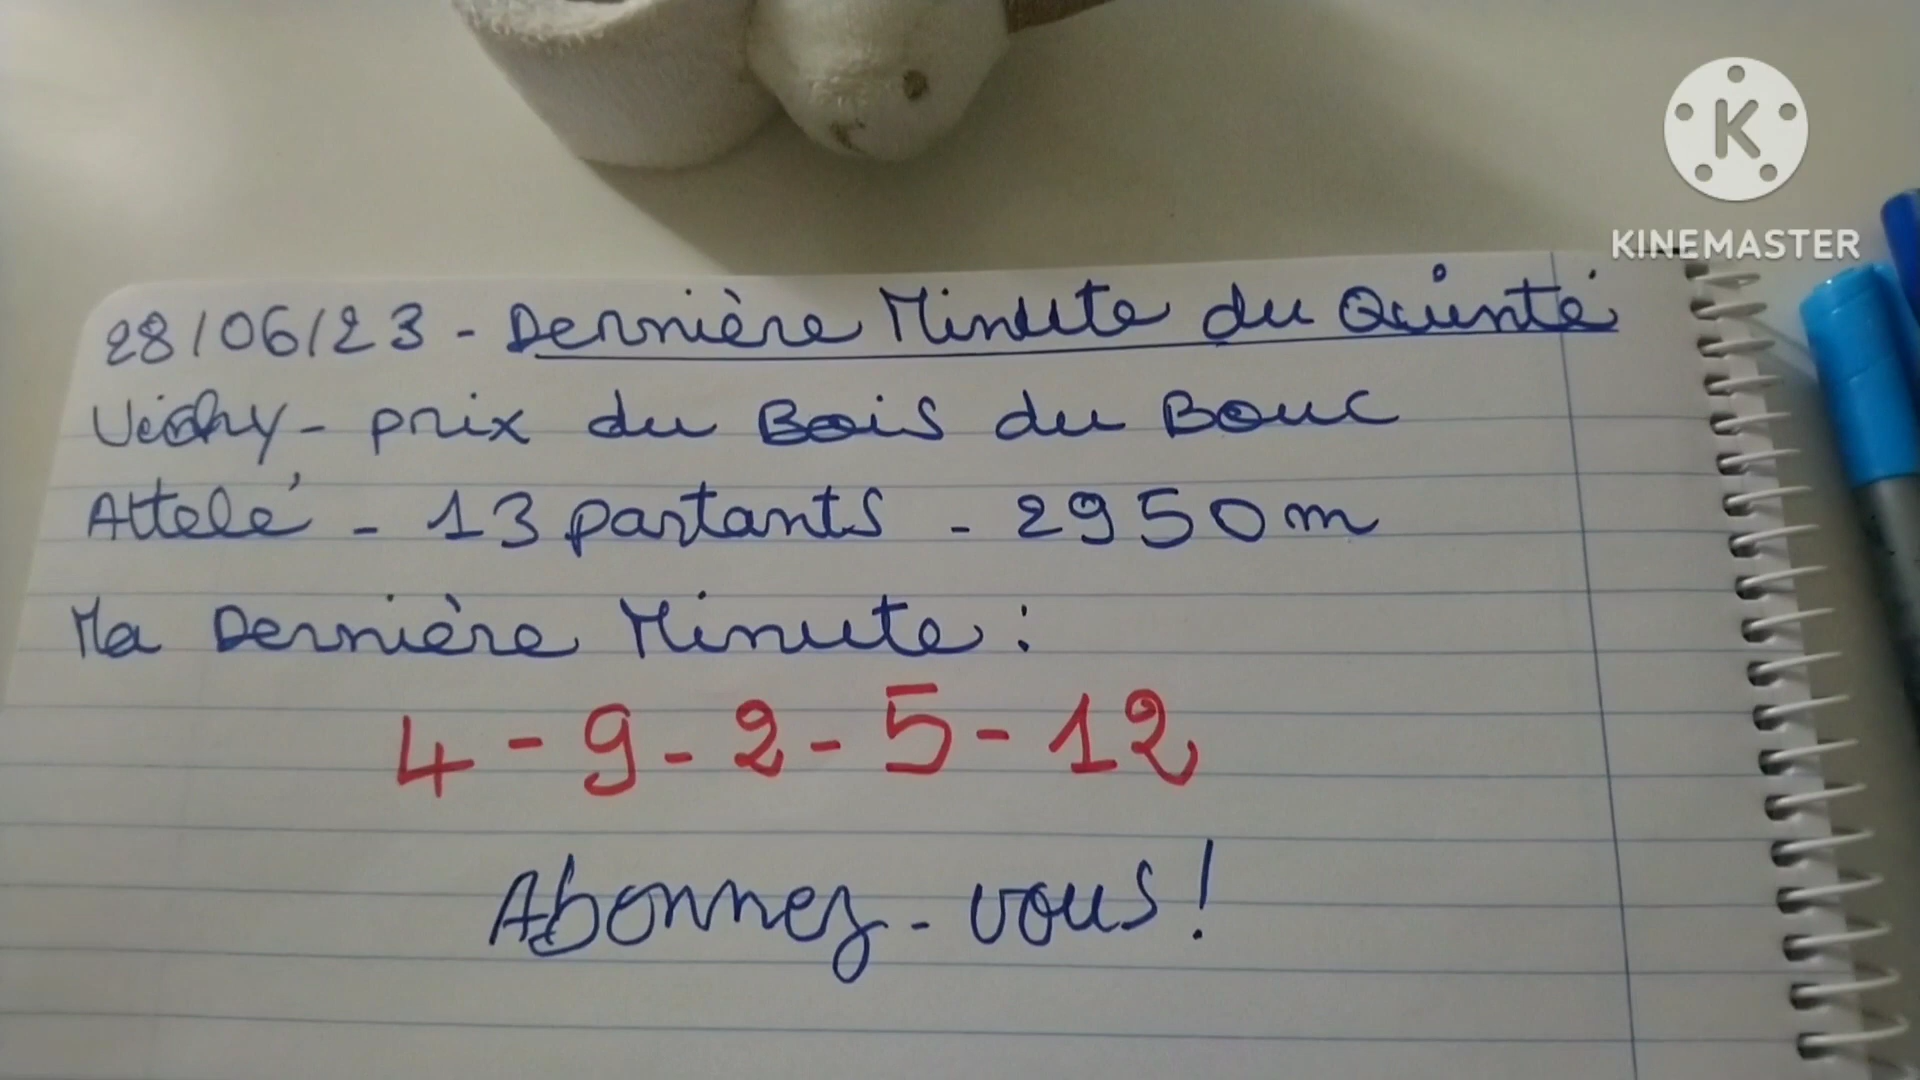 K
KINEMASTER
28/06/23 - Dernière Minute du Quinté
Vichy - prix du Bois du Bouc
Attelé - 13 partants - 2950m
Ma Dernière Minute :
4 - 9 - 2 - 5 - 12
Abonnez-vous !